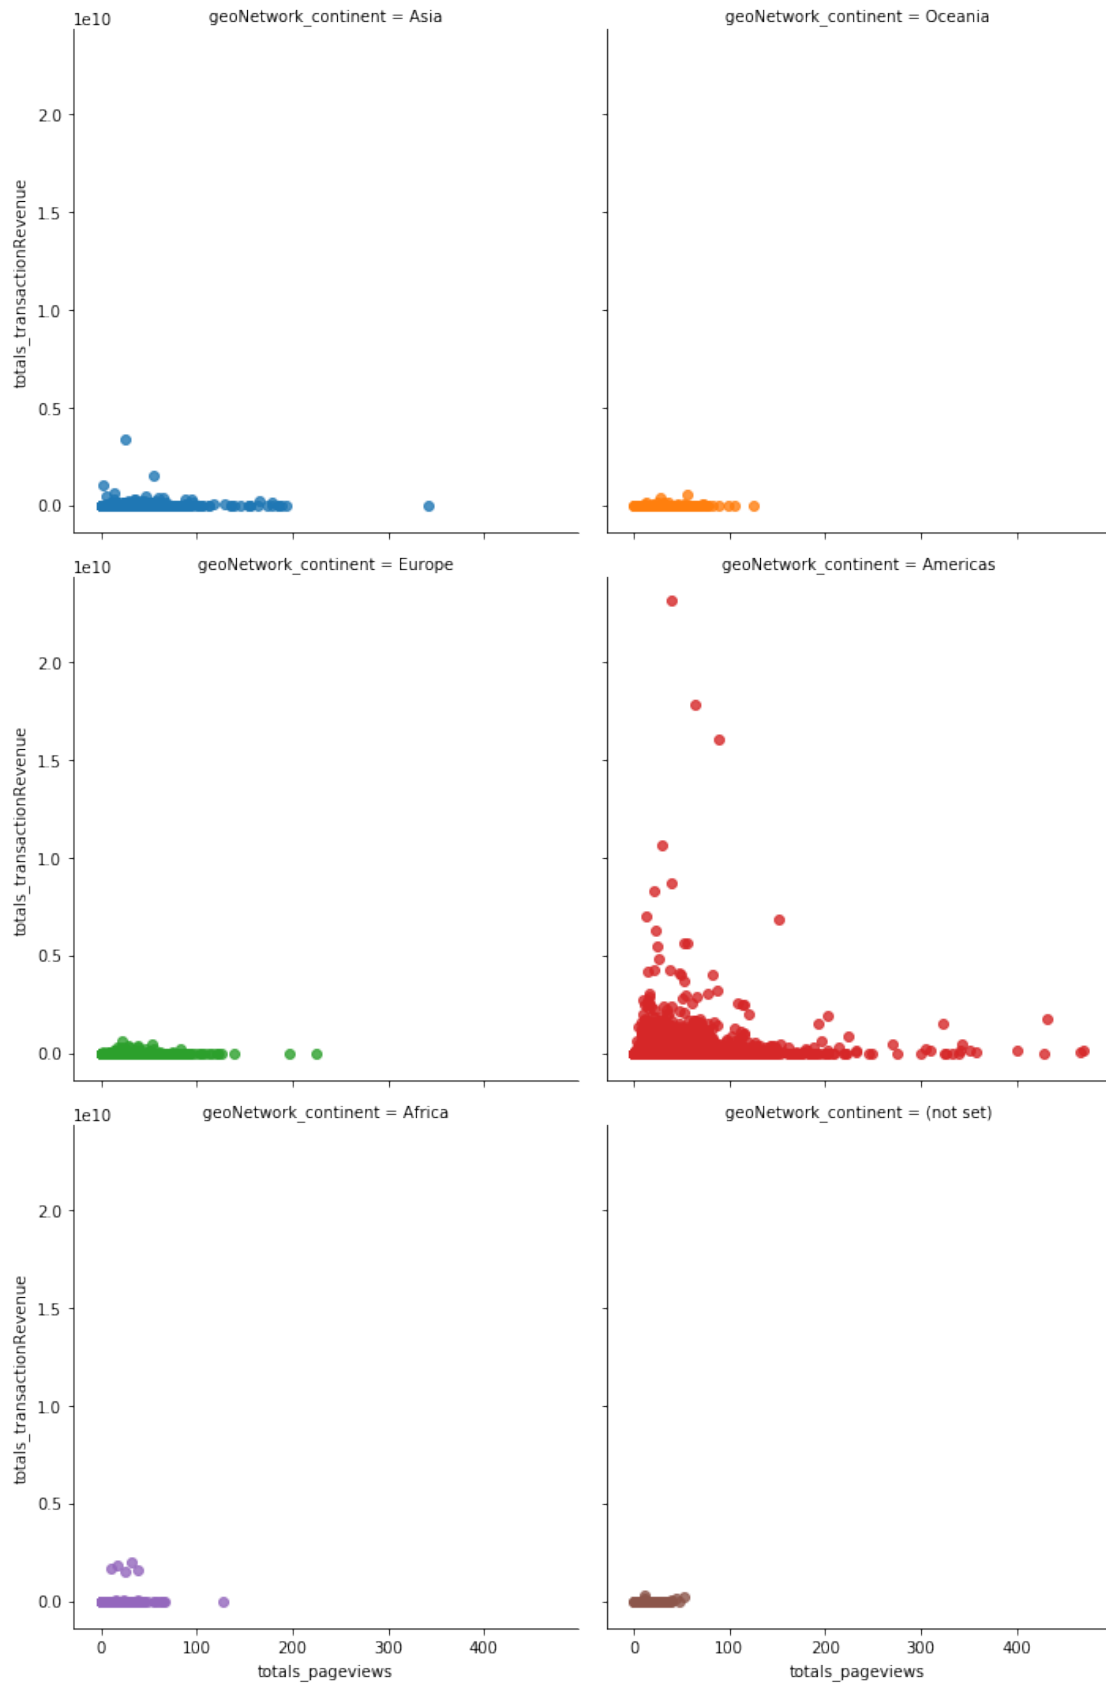 1e10
geoNetwork_continent = Asia
geoNetwork_continent = Oceania
2.0
1.5
1.0
0.5
0.0
totals_transactionRevenue
1e10
geoNetwork_continent = Europe
geoNetwork_continent = Americas
2.0
1.5
1.0
0.5
0.0
totals_transactionRevenue
1e10
geoNetwork_continent = Africa
geoNetwork_continent = (not set)
2.0
1.5
1.0
0.5
0.0
totals_transactionRevenue
0 100 200 300 400
totals_pageviews
0 100 200 300 400
totals_pageviews